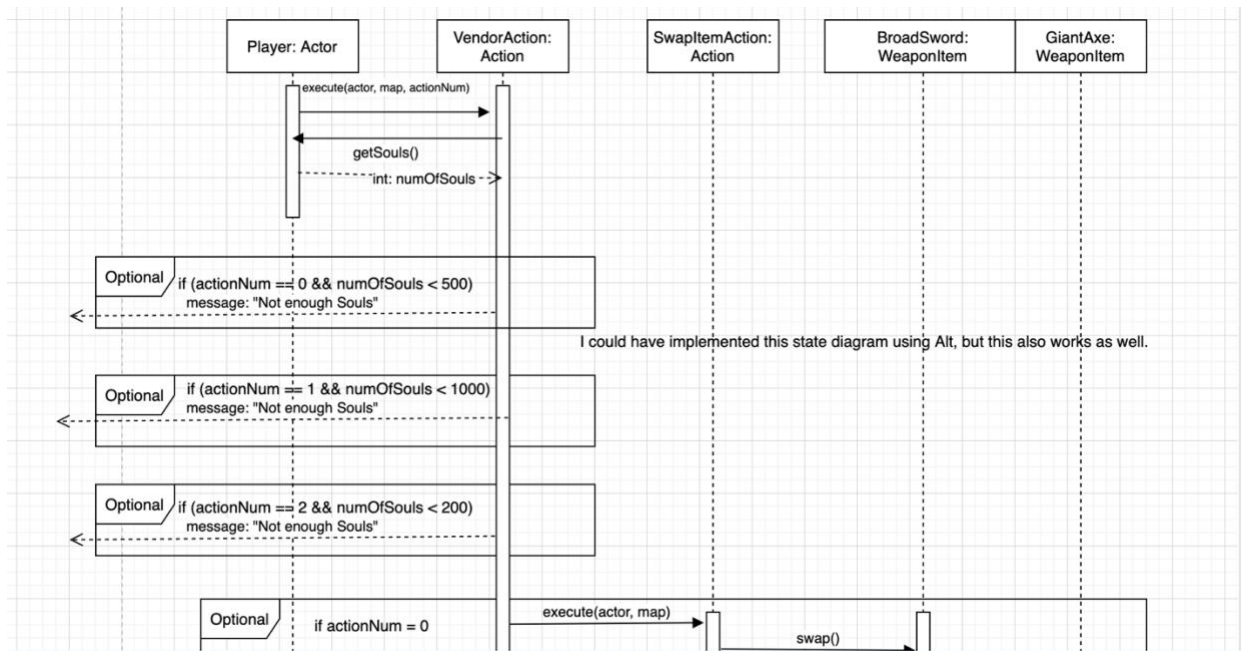 Player: Actor
VendorAction:
Action
SwapItemAction:
Action
BroadSword:
WeaponItem
GiantAxe:
WeaponItem
execute(actor, map, actionNum)
getSouls()
int: numOfSouls
Optional
if (actionNum == 0 && numOfSouls < 500)
message: "Not enough Souls"
I could have implemented this state diagram using Alt, but this also works as well.
Optional
if (actionNum == 1 && numOfSouls < 1000)
message: "Not enough Souls"
Optional
if (actionNum == 2 && numOfSouls < 200)
message: "Not enough Souls"
Optional
if actionNum = 0
execute(actor, map)
swap()